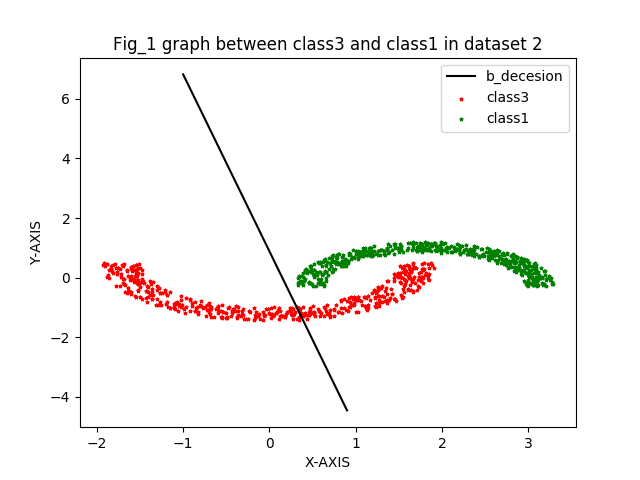 Fig_1 graph between class3 and class1 in dataset 2
b_decesion
class3
class1
Y-AXIS
6
4
2
0
−2
−4
−2
−1
0
1
2
3
X-AXIS